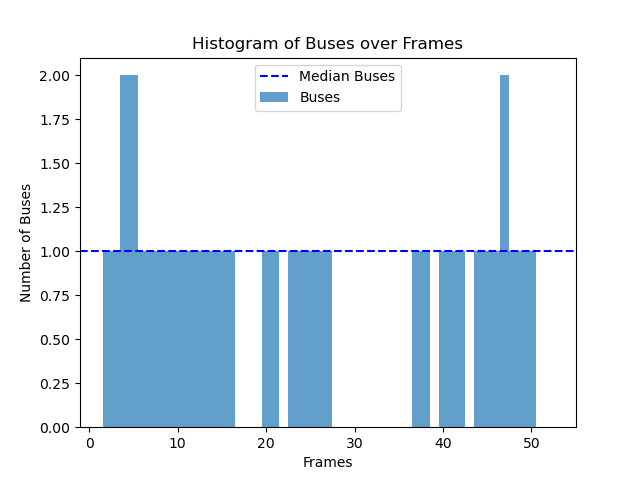 Histogram of Buses over Frames
Median Buses
Buses
2.00
1.75
1.50
1.25
1.00
0.75
0.50
0.25
0.00
Number of Buses
0 10 20 30 40 50
Frames